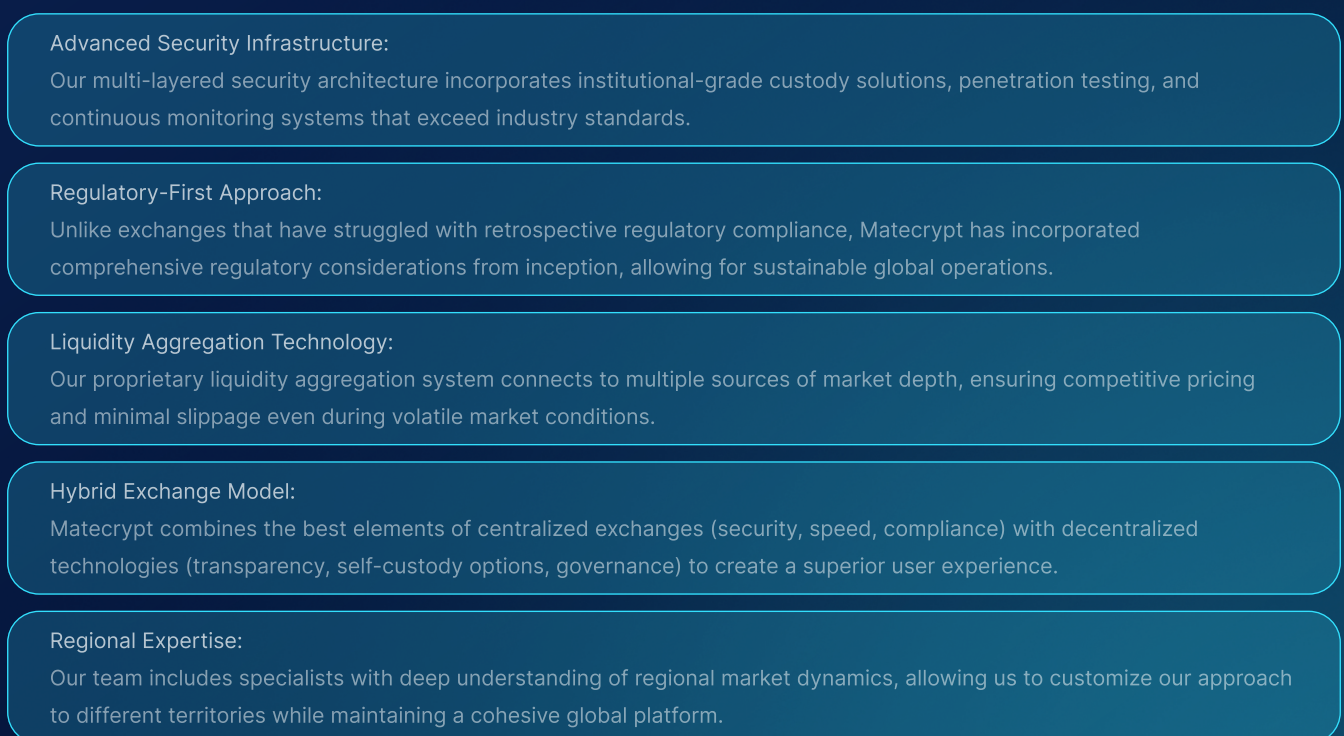 Advanced Security Infrastructure:
Our multi-layered security architecture incorporates institutional-grade custody solutions, penetration testing, and
continuous monitoring systems that exceed industry standards.
Regulatory-First Approach:
Unlike exchanges that have struggled with retrospective regulatory compliance, Matecrypt has incorporated
comprehensive regulatory considerations from inception, allowing for sustainable global operations.
Liquidity Aggregation Technology:
Our proprietary liquidity aggregation system connects to multiple sources of market depth, ensuring competitive pricing
and minimal slippage even during volatile market conditions.
Hybrid Exchange Model:
Matecrypt combines the best elements of centralized exchanges (security, speed, compliance) with decentralized
technologies (transparency, self-custody options, governance) to create a superior user experience.
Regional Expertise:
Our team includes specialists with deep understanding of regional market dynamics, allowing us to customize our approach
to different territories while maintaining a cohesive global platform.